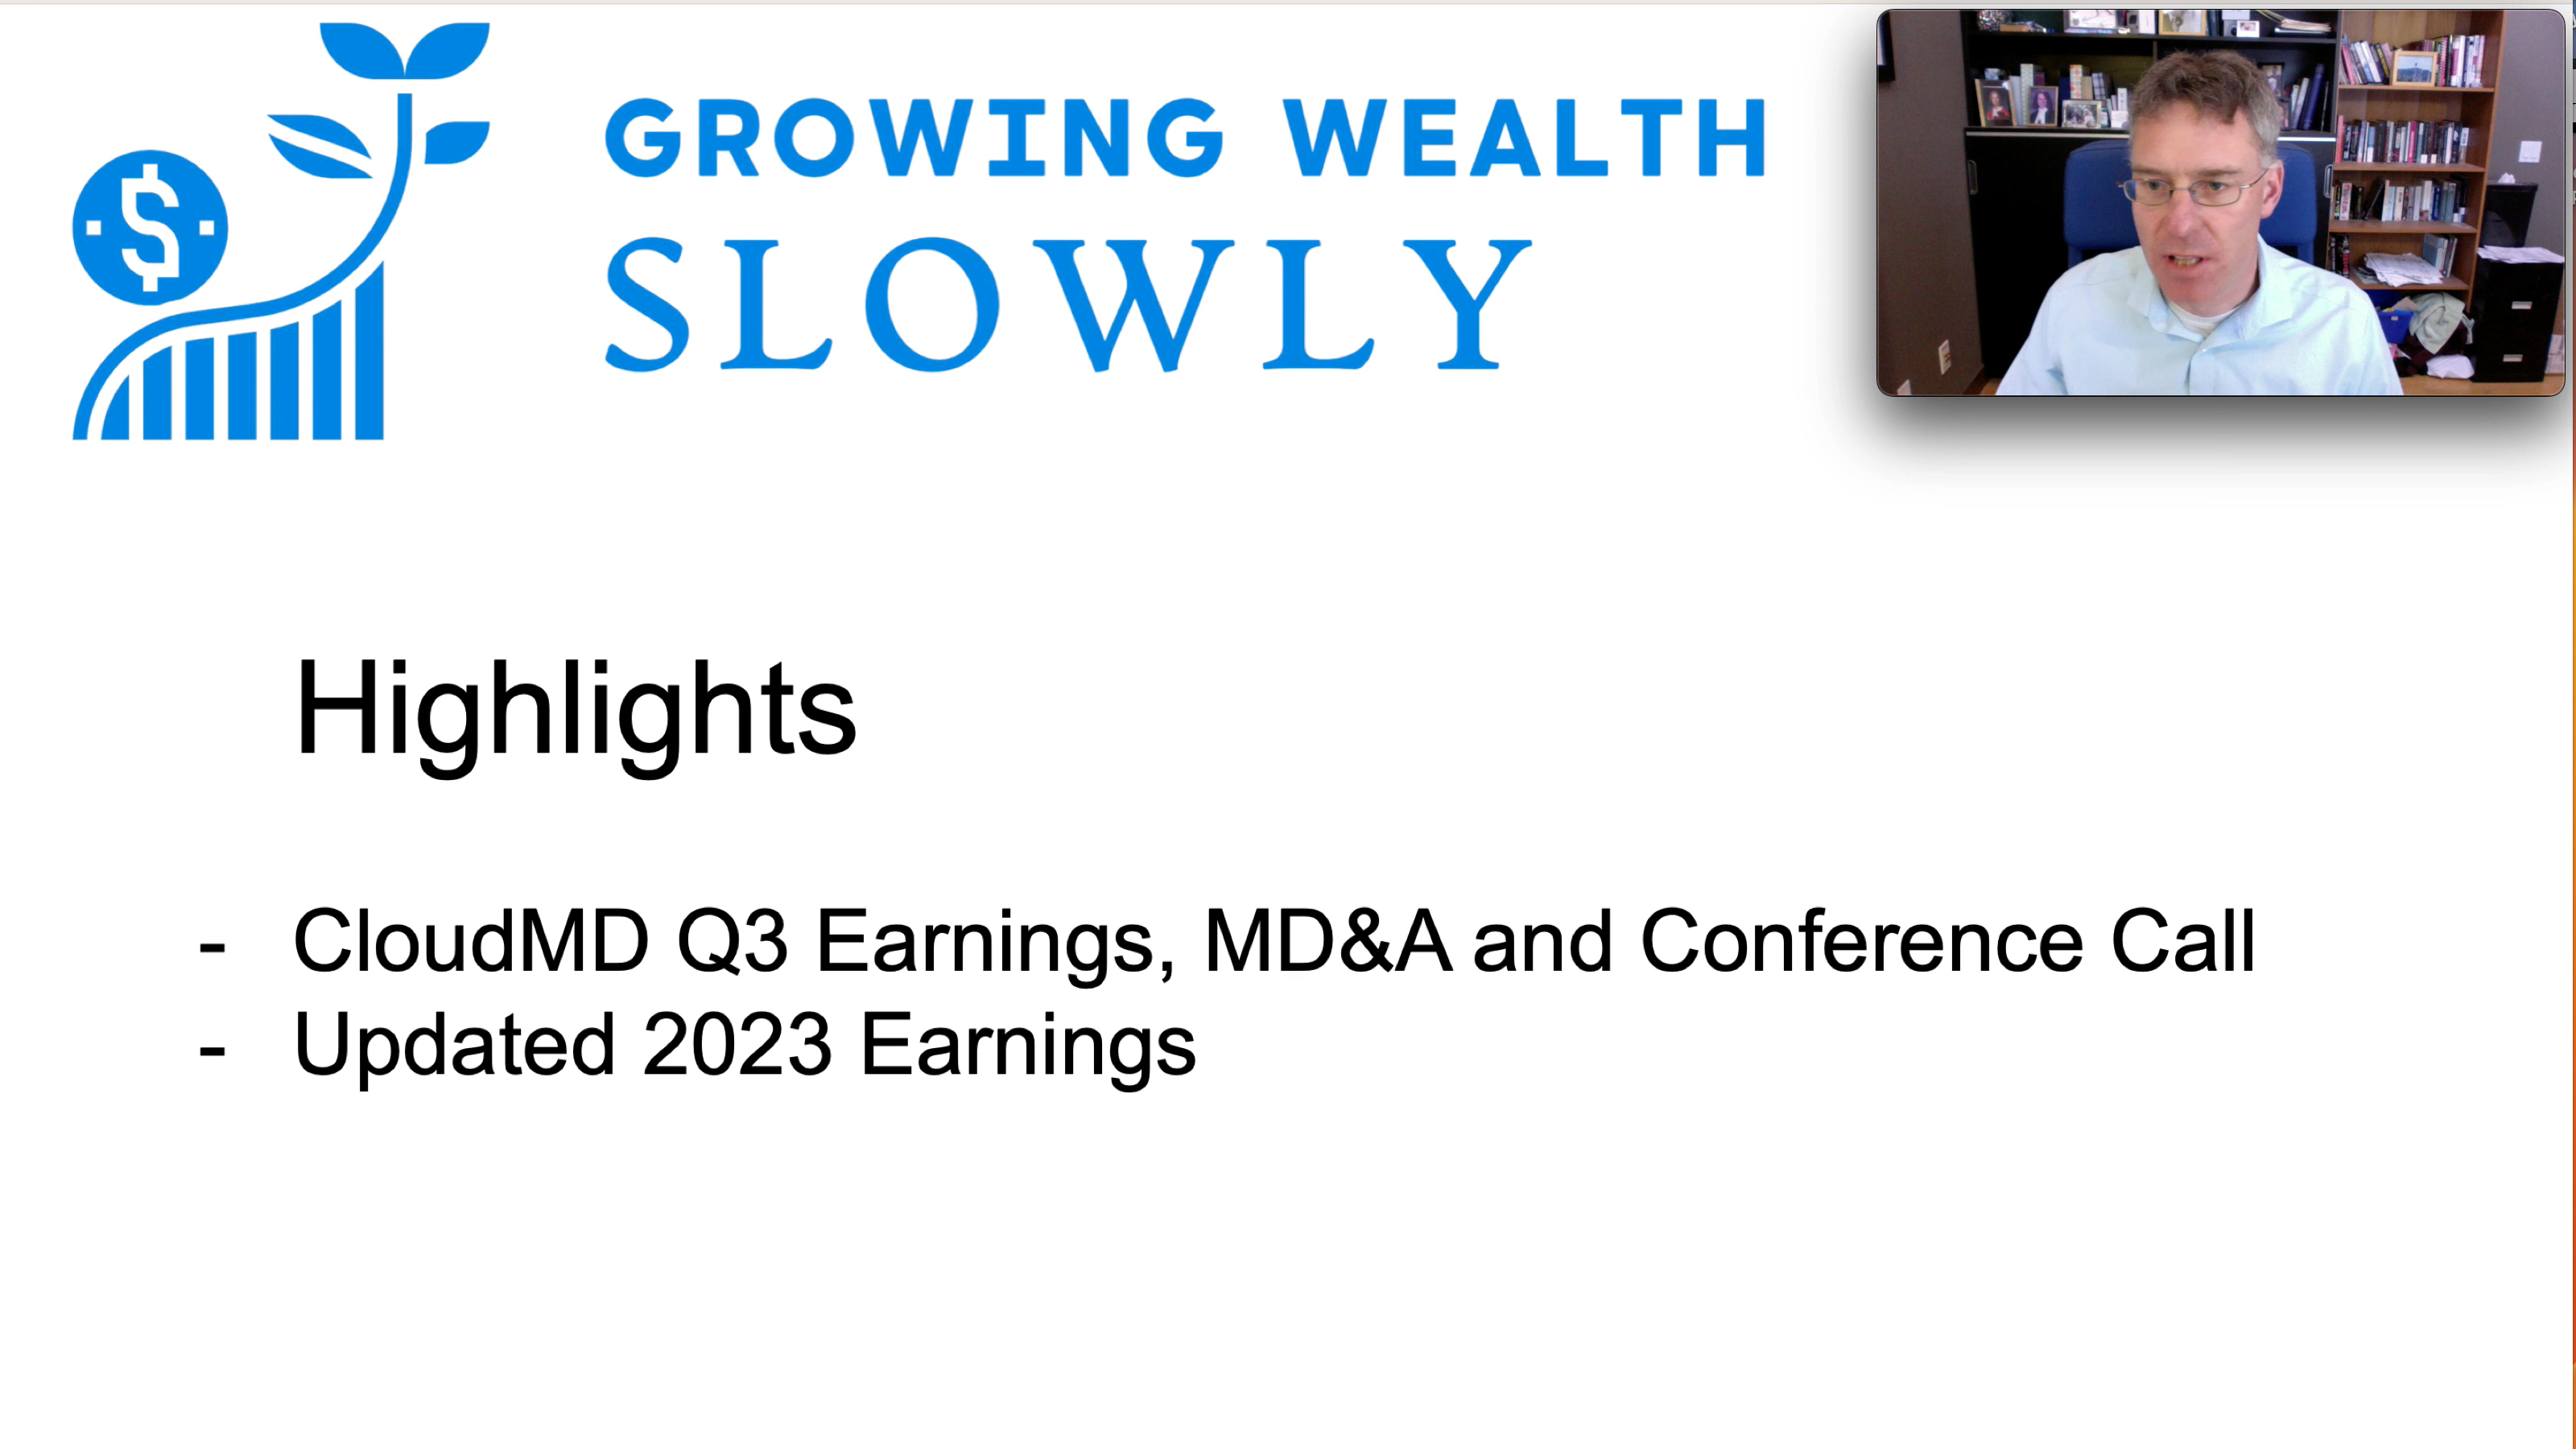 GROWING WEALTH
SLOWLY
Highlights
- CloudMD Q3 Earnings, MD&A and Conference Call
- Updated 2023 Earnings